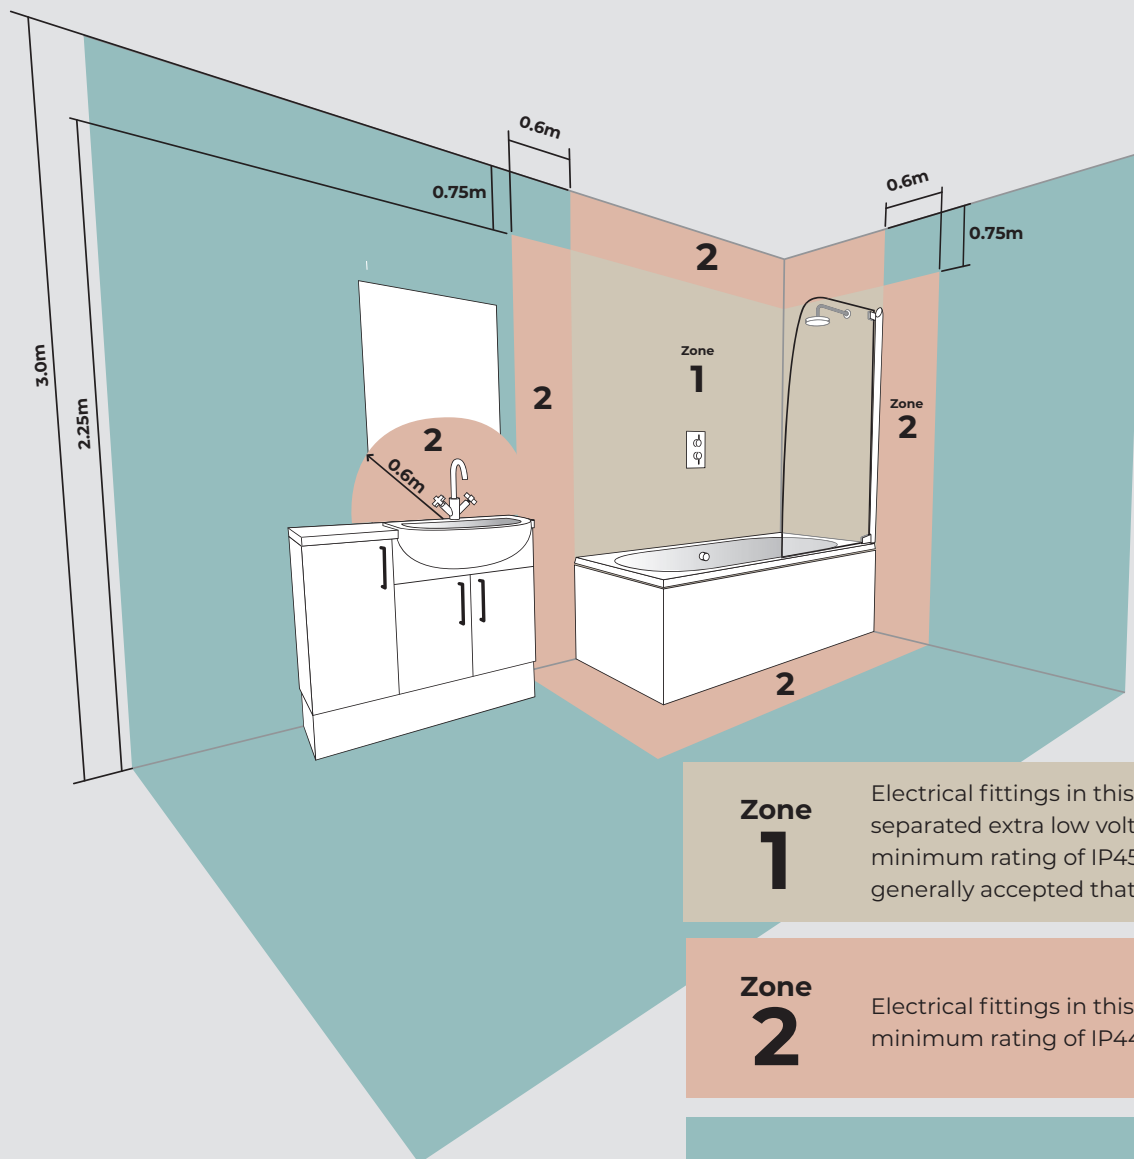 0.6m
0.75m
0.6m
0.75m
2
3.0m
2.25m
Zone
1
2
Zone
2
2
0.6m
2
Zone
1
Electrical fittings in this
separated extra low volt
minimum rating of IP45
generally accepted that
Zone
2
Electrical fittings in this
minimum rating of IP44